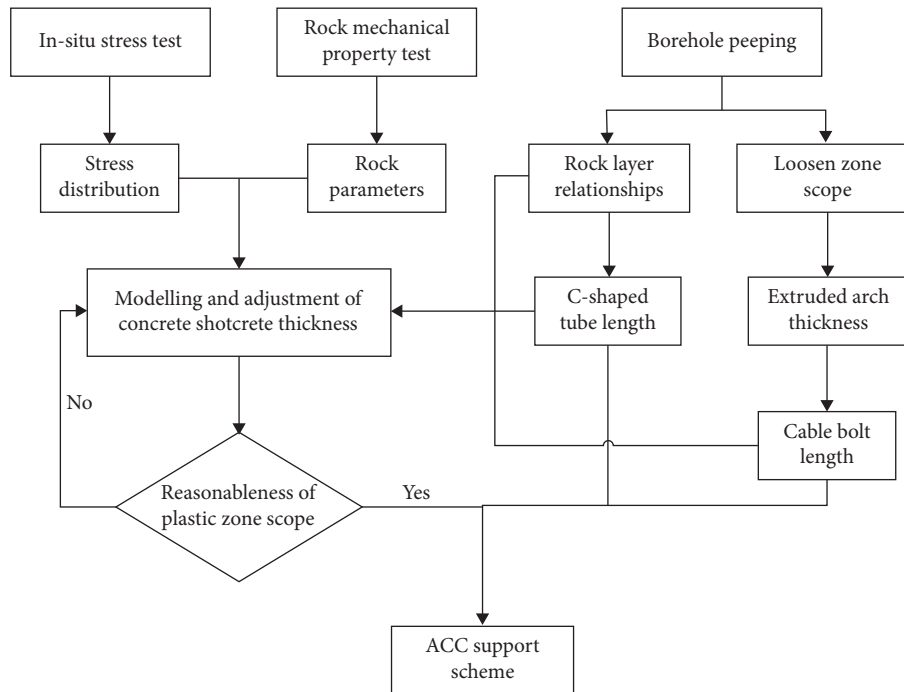 In-situ stress test
Rock mechanical
property test
Borehole peeping
Stress
distribution
Rock
parameters
Rock layer
relationships
Loosen zone
scope
Modelling and adjustment of
concrete shotcrete thickness
C-shaped
tube length
Extruded arch
thickness
No
Cable bolt
length
Reasonableness of
plastic zone scope
Yes
ACC support
scheme